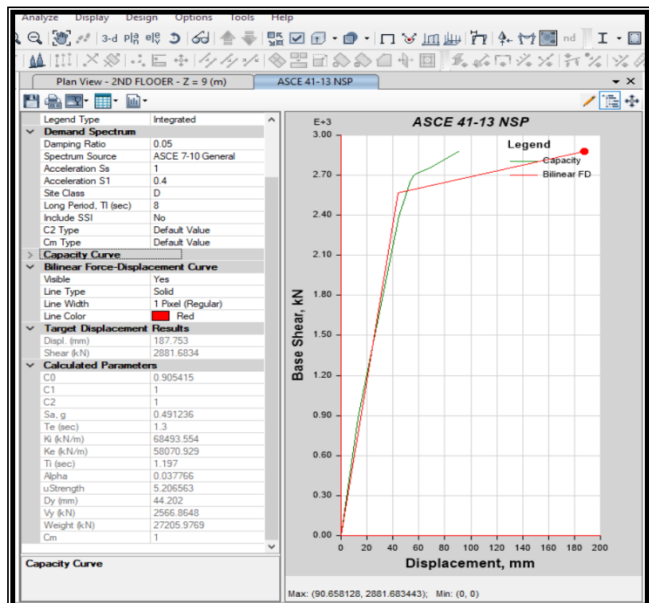 Analyze Display Design Options Tools Help
3-d nd
Plan View - 2ND FLOOER - Z = 9 (m) ASCE 41-13 NSP
Legend Type Integrated
Demand Spectrum
Damping Ratio 0.05
Spectrum Source ASCE 7-10 General
Acceleration Ss 1
Acceleration S1 0.4
Site Class D
Long Period, Tl (sec) 8
Include SSI No
C2 Type Default Value
Cm Type Default Value
Capacity Curve
Bilinear Force-Displacement Curve
Visible Yes
Line Type Solid
Line Width 1 Pixel (Regular)
Line Color Red
Target Displacement Results
Displ. (mm) 187.753
Shear (kN) 2881.6834
Calculated Parameters
C0 0.905415
C1 1
C2 1
Sa, g 0.491236
Te (sec) 1.3
Ki (kN/m) 68493.554
Ke (kN/m) 58070.929
Ti (sec) 1.197
Alpha 0.037766
uStrength 5.206563
Dy (mm) 44.202
Vy (kN) 2566.8648
Weight (kN) 27205.9769
Cm 1
Capacity Curve
ASCE 41-13 NSP
E+3
Legend
Capacity
Bilinear FD
3.00
2.70
2.40
2.10
1.80
1.50
1.20
0.90
0.60
0.30
0.00
Base Shear, kN
0 20 40 60 80 100 120 140 160 180 200
Displacement, mm
Max: (90.658128, 2881.683443); Min: (0, 0)